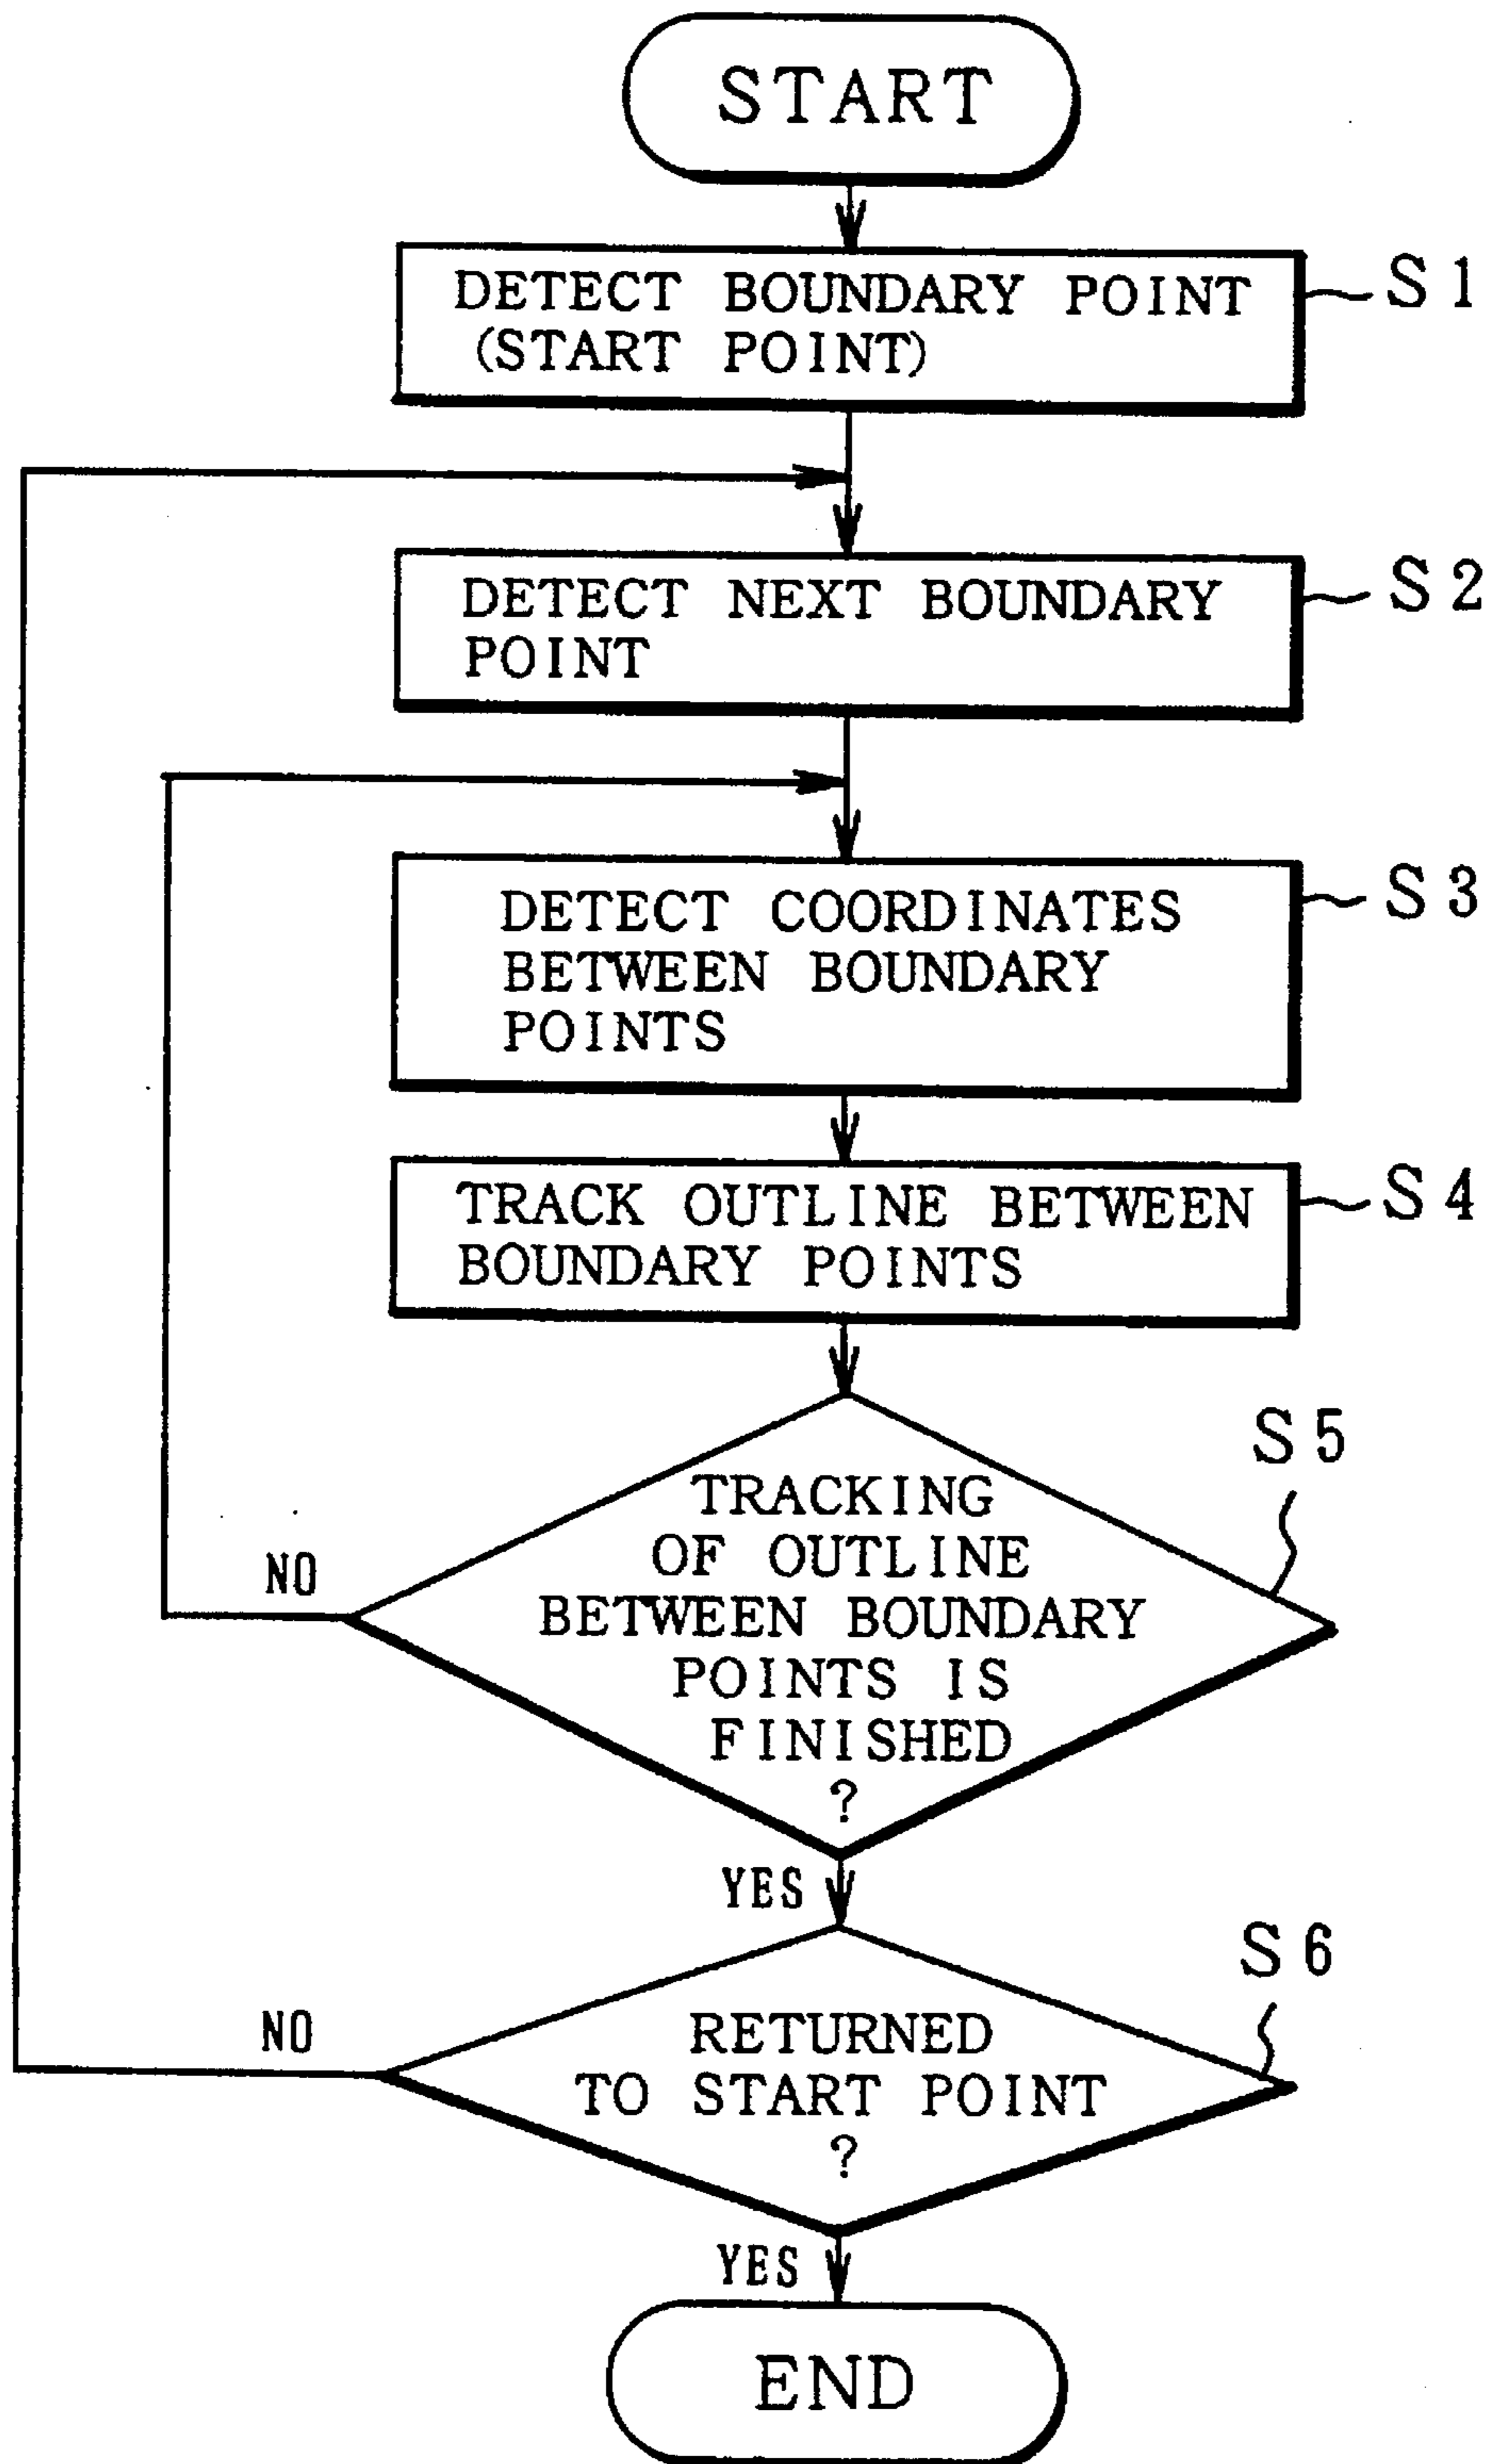 START
DETECT BOUNDARY POINT
(START POINT)
S1
DETECT NEXT BOUNDARY
POINT
S2
DETECT COORDINATES
BETWEEN BOUNDARY
POINTS
S3
TRACK OUTLINE BETWEEN
BOUNDARY POINTS
S4
TRACKING
OF OUTLINE
BETWEEN BOUNDARY
POINTS IS
FINISHED
?
S5
NO
YES
RETURNED
TO START POINT
?
S6
NO
YES
END